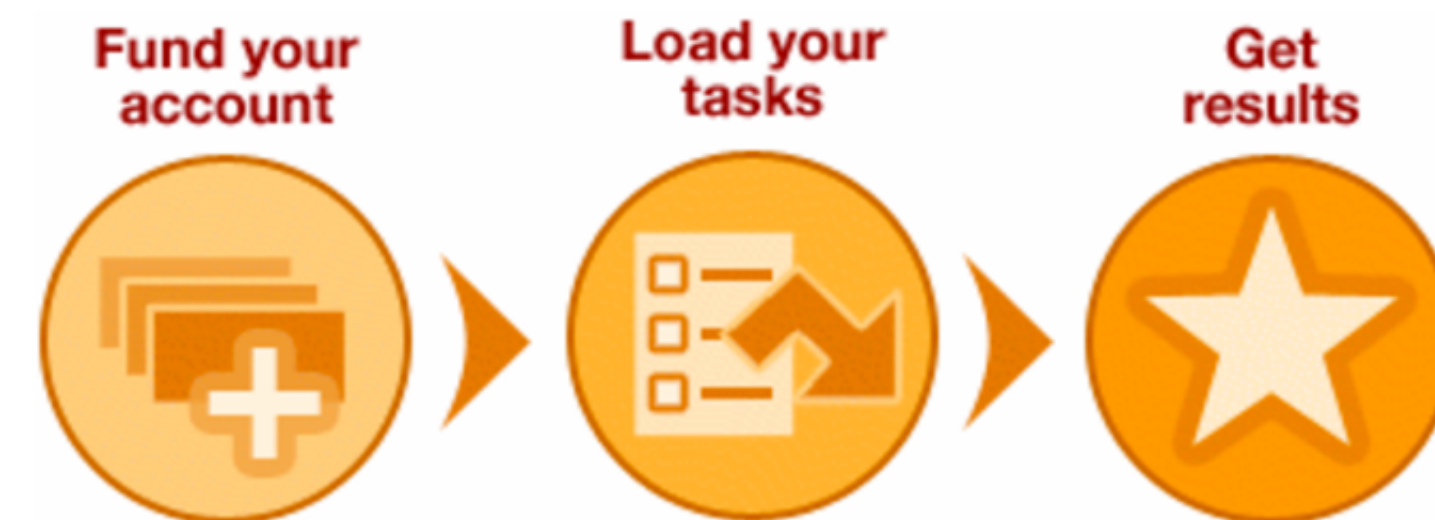 Fund your
account
Load your
tasks
Get
results